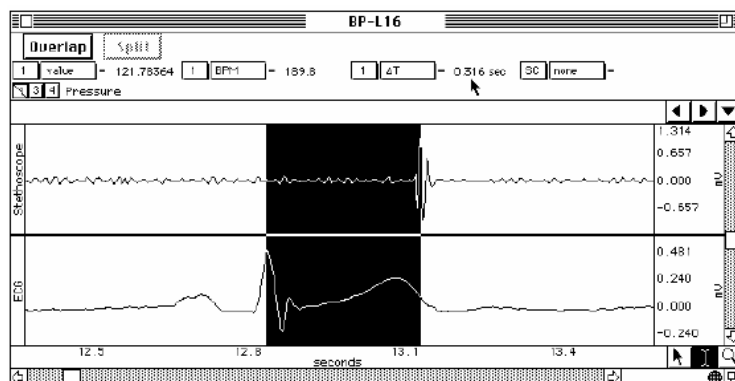 BP-L16
Overlap Split
1 value = 121.78364 1 BPM = 189.8 1 ΔT = 0.316 sec SC none =
1 3 4 Pressure
Stethoscope
1.314
0.657
0.000
-0.657
mV
ECG
0.481
0.240
0.000
-0.240
mV
12.5 12.8 13.1 13.4
seconds